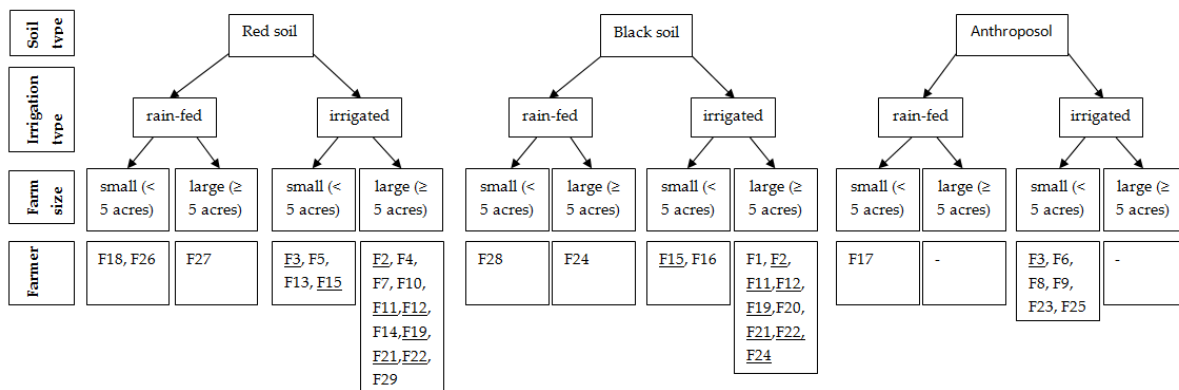 Soil
type
Red soil
Black soil
Anthroposol
Irrigation
type
rain-fed
irrigated
rain-fed
irrigated
rain-fed
irrigated
Farm
size
small (<
5 acres)
large (≥
5 acres)
small (<
5 acres)
large (≥
5 acres)
small (<
5 acres)
large (≥
5 acres)
small (<
5 acres)
large (≥
5 acres)
small (<
5 acres)
large (≥
5 acres)
small (<
5 acres)
large (≥
5 acres)
Farmer
F18, F26
F27
F3, F5,
F13, F15
F2, F4,
F7, F10,
F11,F12,
F14,F19,
F21,F22,
F29
F28
F24
F15, F16
F1, F2,
F11,F12,
F19,F20,
F21,F22,
F24
F17
-
F3, F6,
F8, F9,
F23, F25
-